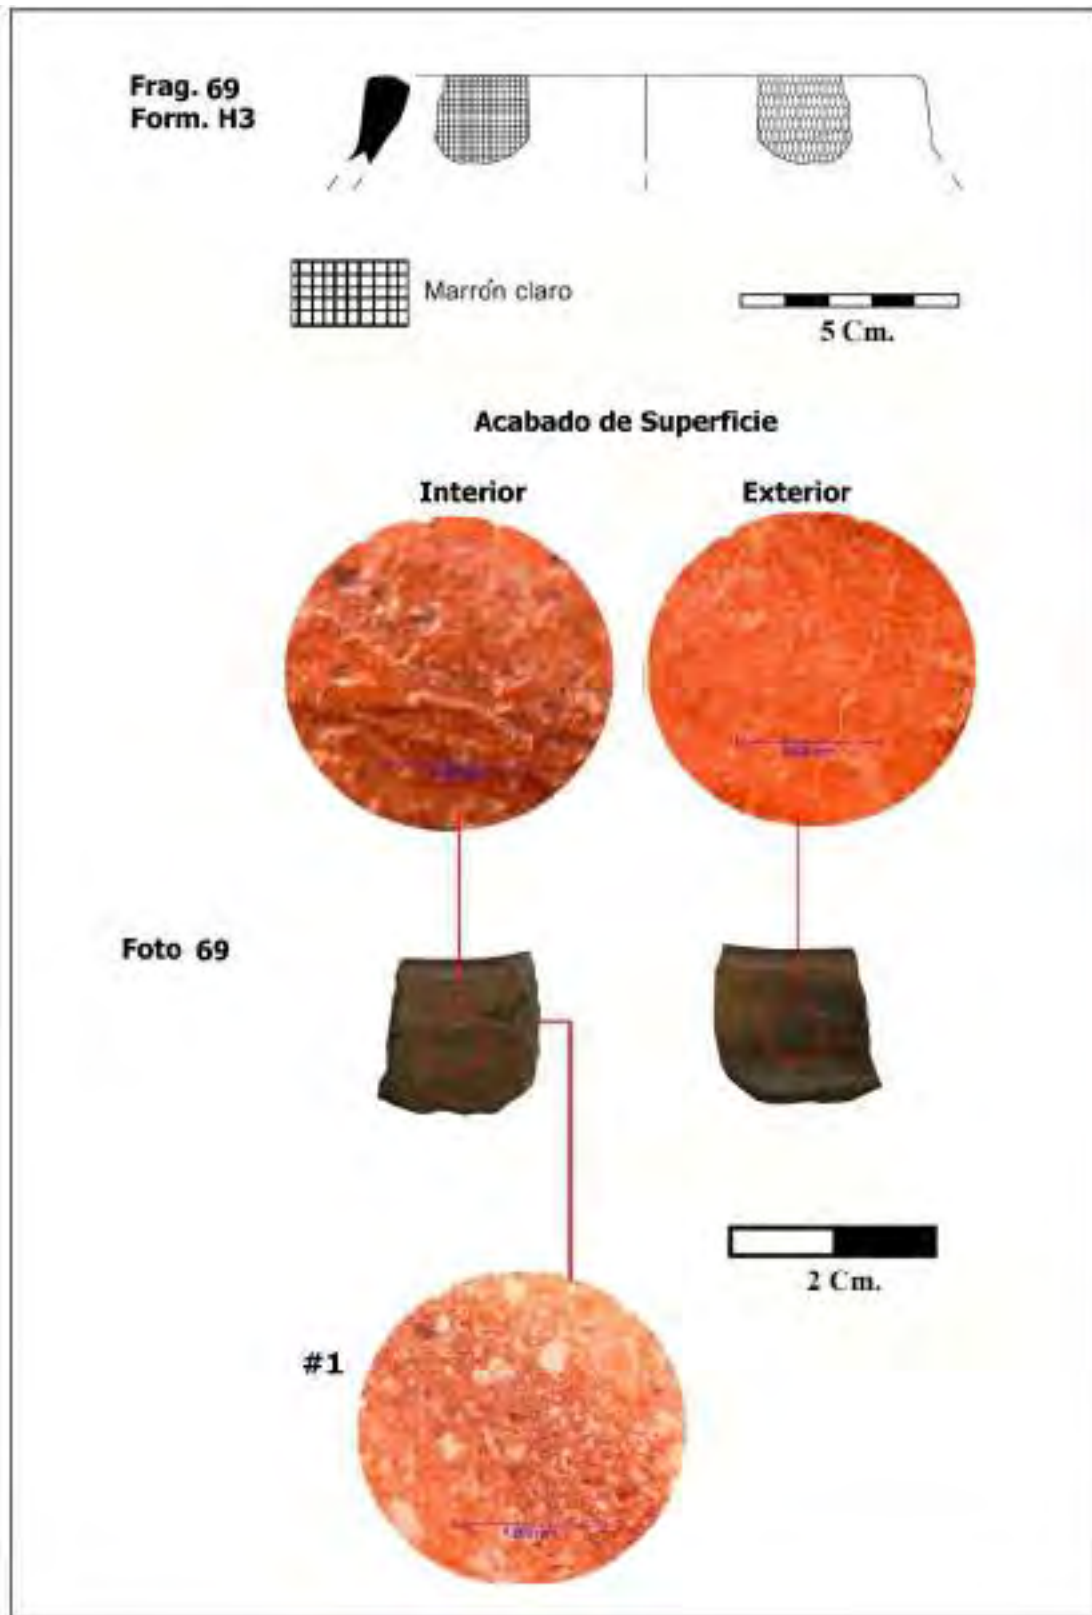 Frag. 69
Form. H3
Marrón claro
5 Cm.
Acabado de Superficie
Interior
Exterior
Foto 69
2 Cm.
#1